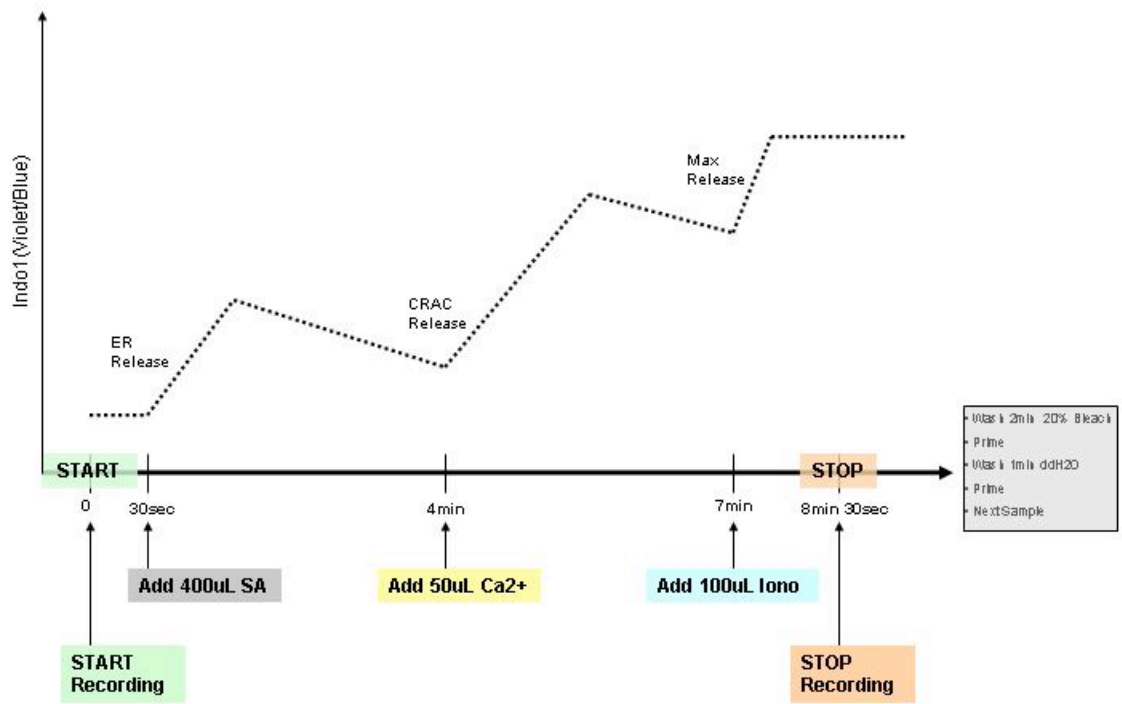 Indo1(Violet/Blue)
Max
Release
CRAC
Release
ER
Release
Wash 2min 20% Bleach
Prime
Wash 1min ddH2O
Prime
NextSample
START
STOP
0
30sec
4min
7min
8min 30sec
Add 400uL SA
Add 50uL Ca2+
Add 100uL Iono
START
Recording
STOP
Recording